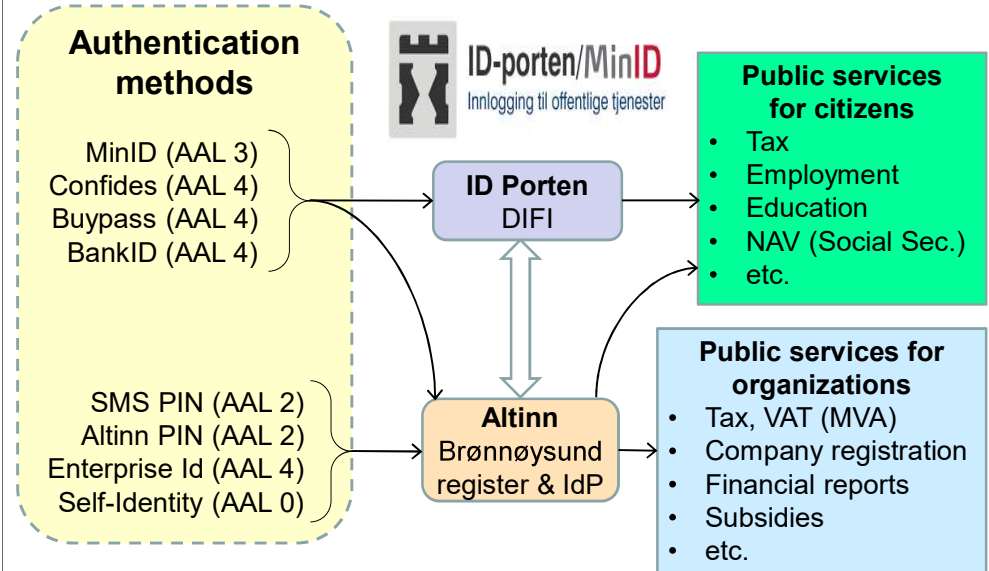 Authentication
methods
MinID (AAL 3)
Confides (AAL 4)
Buypass (AAL 4)
BankID (AAL 4)
SMS PIN (AAL 2)
Altinn PIN (AAL 2)
Enterprise Id (AAL 4)
Self-Identity (AAL 0)
ID-porten/MinID
Innlogging til offentlige tjenester
ID Porten
DIFI
Altinn
Brønnøysund
register & IdP
Public services
for citizens
• Tax
• Employment
• Education
• NAV (Social Sec.)
• etc.
Public services for
organizations
• Tax, VAT (MVA)
• Company registration
• Financial reports
• Subsidies
• etc.